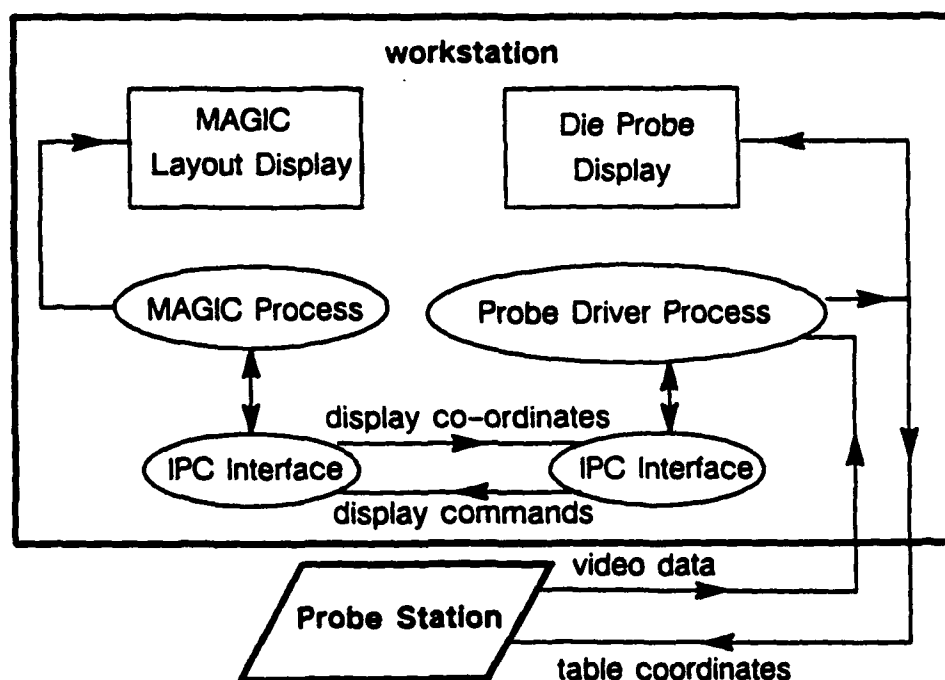 workstation
MAGIC
Layout Display
Die Probe
Display
MAGIC Process
Probe Driver Process
display co-ordinates
IPC Interface
IPC Interface
display commands
video data
Probe Station
table coordinates